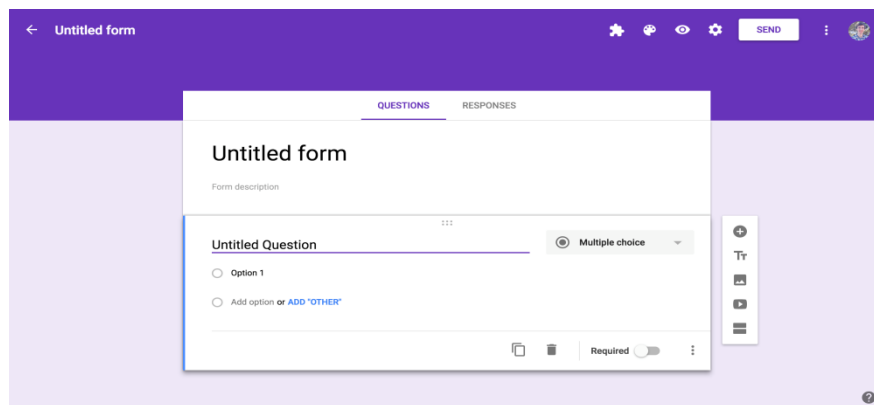 Untitled form
SEND
QUESTIONS RESPONSES
Untitled form
Form description
Untitled Question
Multiple choice
Option 1
Add option or ADD "OTHER"
Required